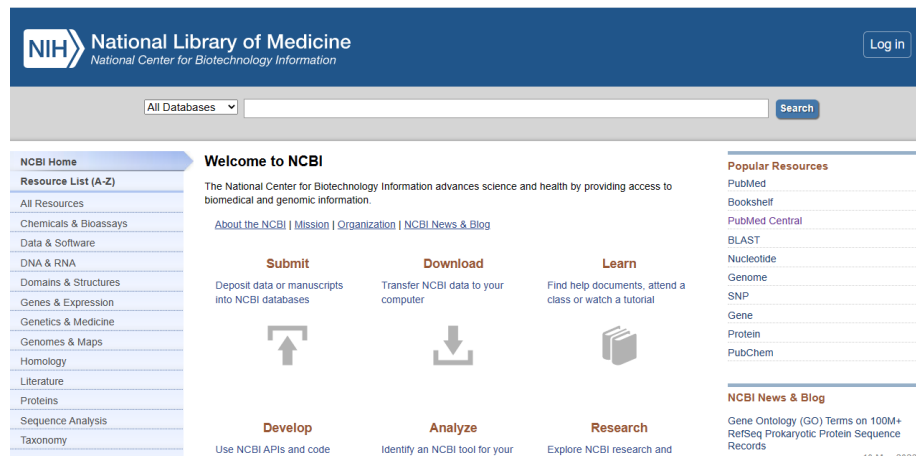 NIH National Library of Medicine
National Center for Biotechnology Information
Log in
All Databases
Search
NCBI Home
Resource List (A-Z)
All Resources
Chemicals & Bioassays
Data & Software
DNA & RNA
Domains & Structures
Genes & Expression
Genetics & Medicine
Genomes & Maps
Homology
Literature
Proteins
Sequence Analysis
Taxonomy
Welcome to NCBI
The National Center for Biotechnology Information advances science and health by providing access to
biomedical and genomic information.
About the NCBI | Mission | Organization | NCBI News & Blog
Submit
Deposit data or manuscripts
into NCBI databases
Download
Transfer NCBI data to your
computer
Learn
Find help documents, attend a
class or watch a tutorial
Develop
Use NCBI APIs and code
Analyze
Identify an NCBI tool for your
Research
Explore NCBI research and
Popular Resources
PubMed
Bookshelf
PubMed Central
BLAST
Nucleotide
Genome
SNP
Gene
Protein
PubChem
NCBI News & Blog
Gene Ontology (GO) Terms on 100M+
RefSeq Prokaryotic Protein Sequence
Records